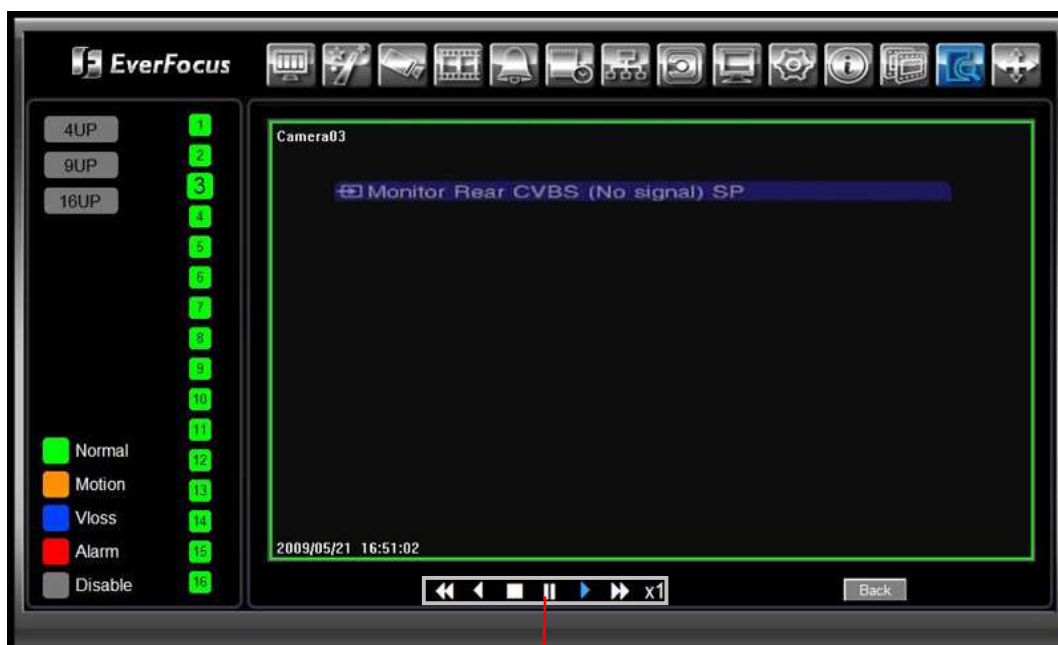 EverFocus
4UP
9UP
16UP
1
2
3
4
5
6
7
8
9
10
11
12
13
14
15
16
Normal
Motion
Vloss
Alarm
Disable
Camera03
Monitor Rear CVBS (No signal) SP
2009/05/21 16:51:02
x1
Back